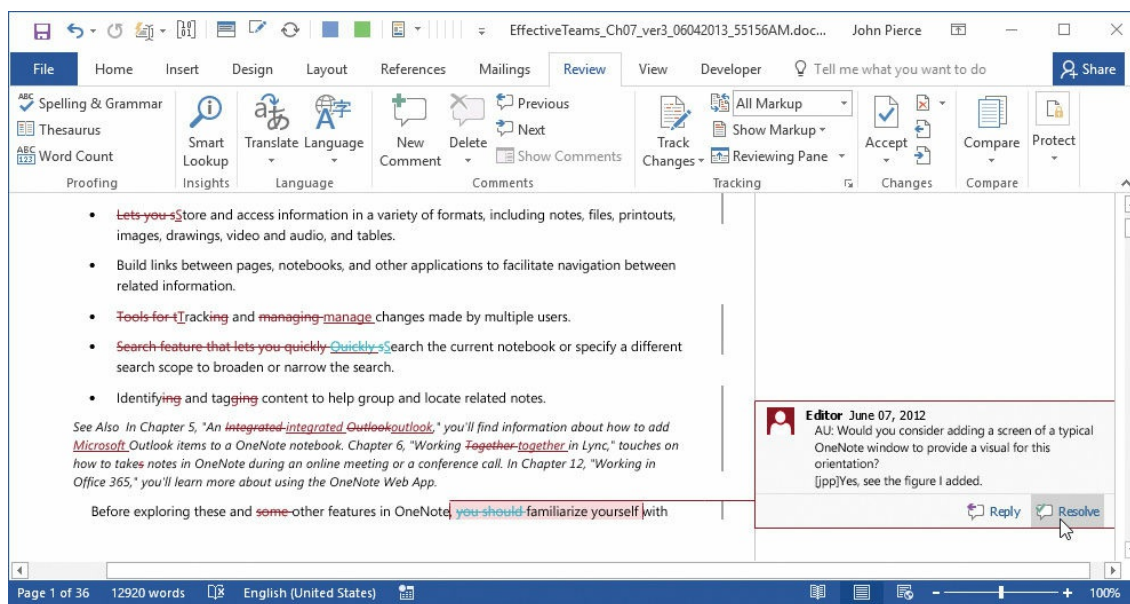 EffectiveTeams_Ch07_ver3_06042013_55156AM.doc... John Pierce
File Home Insert Design Layout References Mailings Review View Developer Tell me what you want to do Share
ABC Spelling & Grammar
Thesaurus
ABC 123 Word Count
Proofing
Smart Lookup
Insights
Translate Language
Language
New Comment
Delete
Previous
Next
Show Comments
Comments
Track Changes
All Markup
Show Markup
Reviewing Pane
Tracking
Accept
Changes
Compare
Compare
Protect
• Lets you sStore and access information in a variety of formats, including notes, files, printouts,
images, drawings, video and audio, and tables.
• Build links between pages, notebooks, and other applications to facilitate navigation between
related information.
• Tools for tTracking and managing manage changes made by multiple users.
• Search feature that lets you quickly Quickly sSearch the current notebook or specify a different
search scope to broaden or narrow the search.
• Identifying and tagging content to help group and locate related notes.
See Also In Chapter 5, "An Integrated integrated Outlookoutlook," you'll find information about how to add
Microsoft Outlook items to a OneNote notebook. Chapter 6, "Working Together together in Lync," touches on
how to takes notes in OneNote during an online meeting or a conference call. In Chapter 12, "Working in
Office 365," you'll learn more about using the OneNote Web App.
Before exploring these and some other features in OneNote, you should familiarize yourself with
Editor June 07, 2012
AU: Would you consider adding a screen of a typical
OneNote window to provide a visual for this
orientation?
[jpp]Yes, see the figure I added.
Reply Resolve
Page 1 of 36 12920 words English (United States) 100%